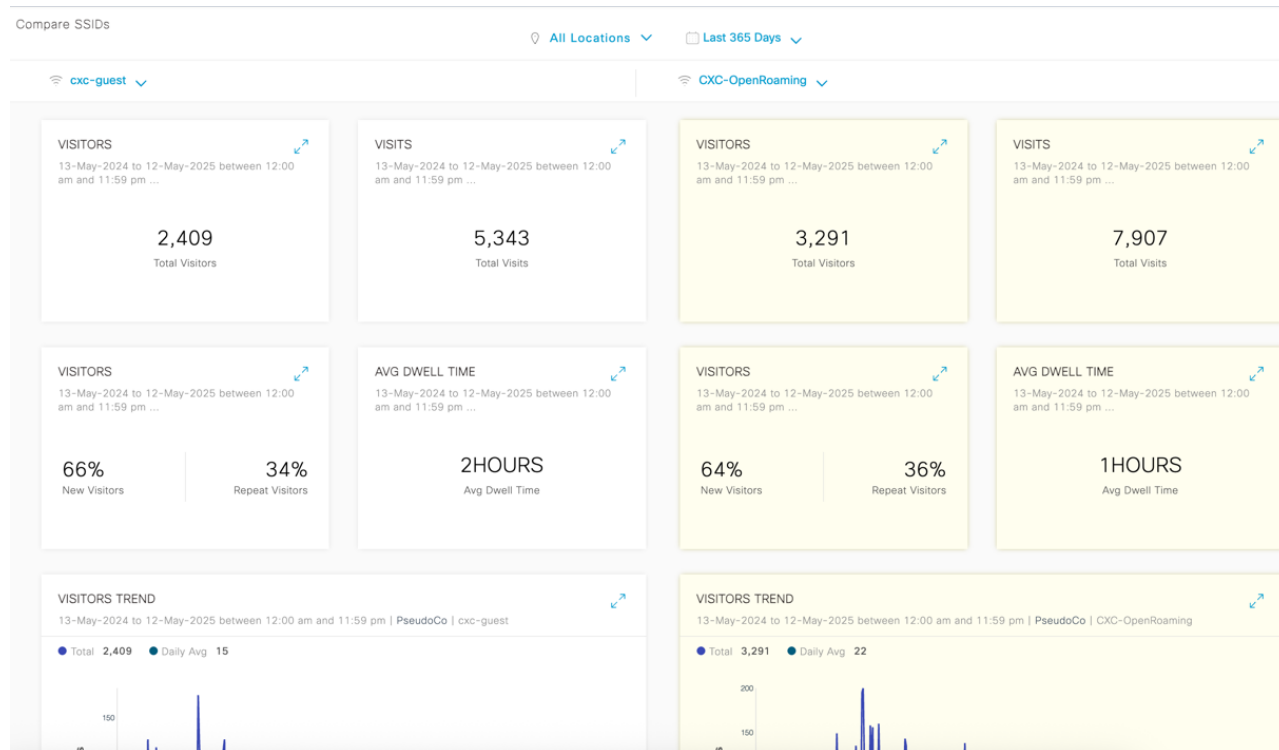 Compare SSIDs
All Locations
Last 365 Days
cxc-guest
CXC-OpenRoaming
VISITORS
13-May-2024 to 12-May-2025 between 12:00
am and 11:59 pm ...
2,409
Total Visitors
VISITS
13-May-2024 to 12-May-2025 between 12:00
am and 11:59 pm ...
5,343
Total Visits
VISITORS
13-May-2024 to 12-May-2025 between 12:00
am and 11:59 pm ...
3,291
Total Visitors
VISITS
13-May-2024 to 12-May-2025 between 12:00
am and 11:59 pm ...
7,907
Total Visits
VISITORS
13-May-2024 to 12-May-2025 between 12:00
am and 11:59 pm ...
66%
New Visitors
34%
Repeat Visitors
AVG DWELL TIME
13-May-2024 to 12-May-2025 between 12:00
am and 11:59 pm ...
2HOURS
Avg Dwell Time
VISITORS
13-May-2024 to 12-May-2025 between 12:00
am and 11:59 pm ...
64%
New Visitors
36%
Repeat Visitors
AVG DWELL TIME
13-May-2024 to 12-May-2025 between 12:00
am and 11:59 pm ...
1HOURS
Avg Dwell Time
VISITORS TREND
13-May-2024 to 12-May-2025 between 12:00 am and 11:59 pm | PseudoCo | cxc-guest
Total 2,409 Daily Avg 15
150
VISITORS TREND
13-May-2024 to 12-May-2025 between 12:00 am and 11:59 pm | PseudoCo | CXC-OpenRoaming
Total 3,291 Daily Avg 22
200
150